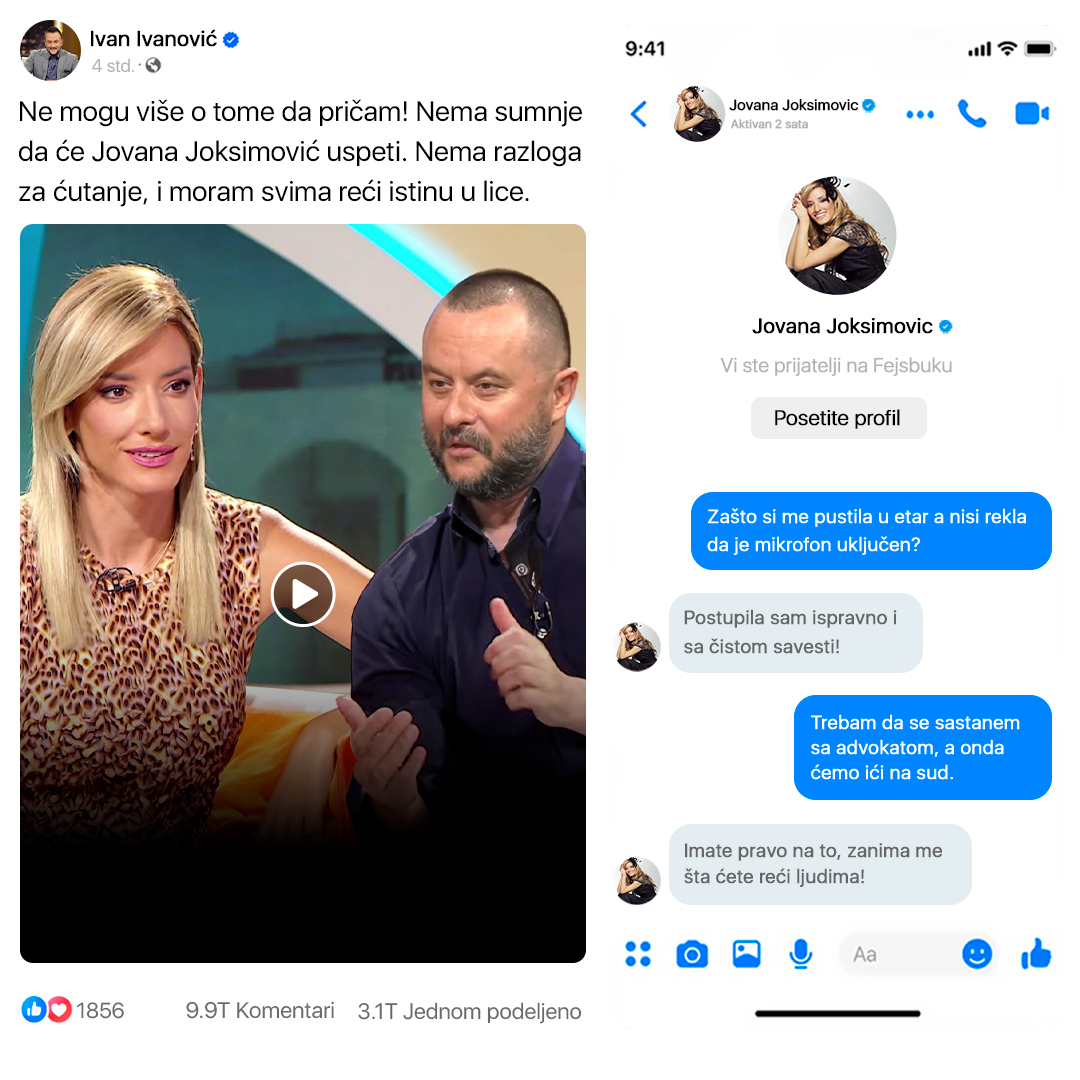 Ivan Ivanović
4 std. ·
Ne mogu više o tome da pričam! Nema sumnje
da će Jovana Joksimović uspeti. Nema razloga
za ćutanje, i moram svima reći istinu u lice.
1856
9.9T Komentari
3.1T Jednom podeljeno
9:41
Jovana Joksimovic
Aktivan 2 sata
Jovana Joksimovic
Vi ste prijatelji na Fejsbuku
Posetite profil
Zašto si me pustila u etar a nisi rekla
da je mikrofon uključen?
Postupila sam ispravno i
sa čistom savesti!
Trebam da se sastanem
sa advokatom, a onda
ćemo ići na sud.
Imate pravo na to, zanima me
šta ćete reći ljudima!
Aa